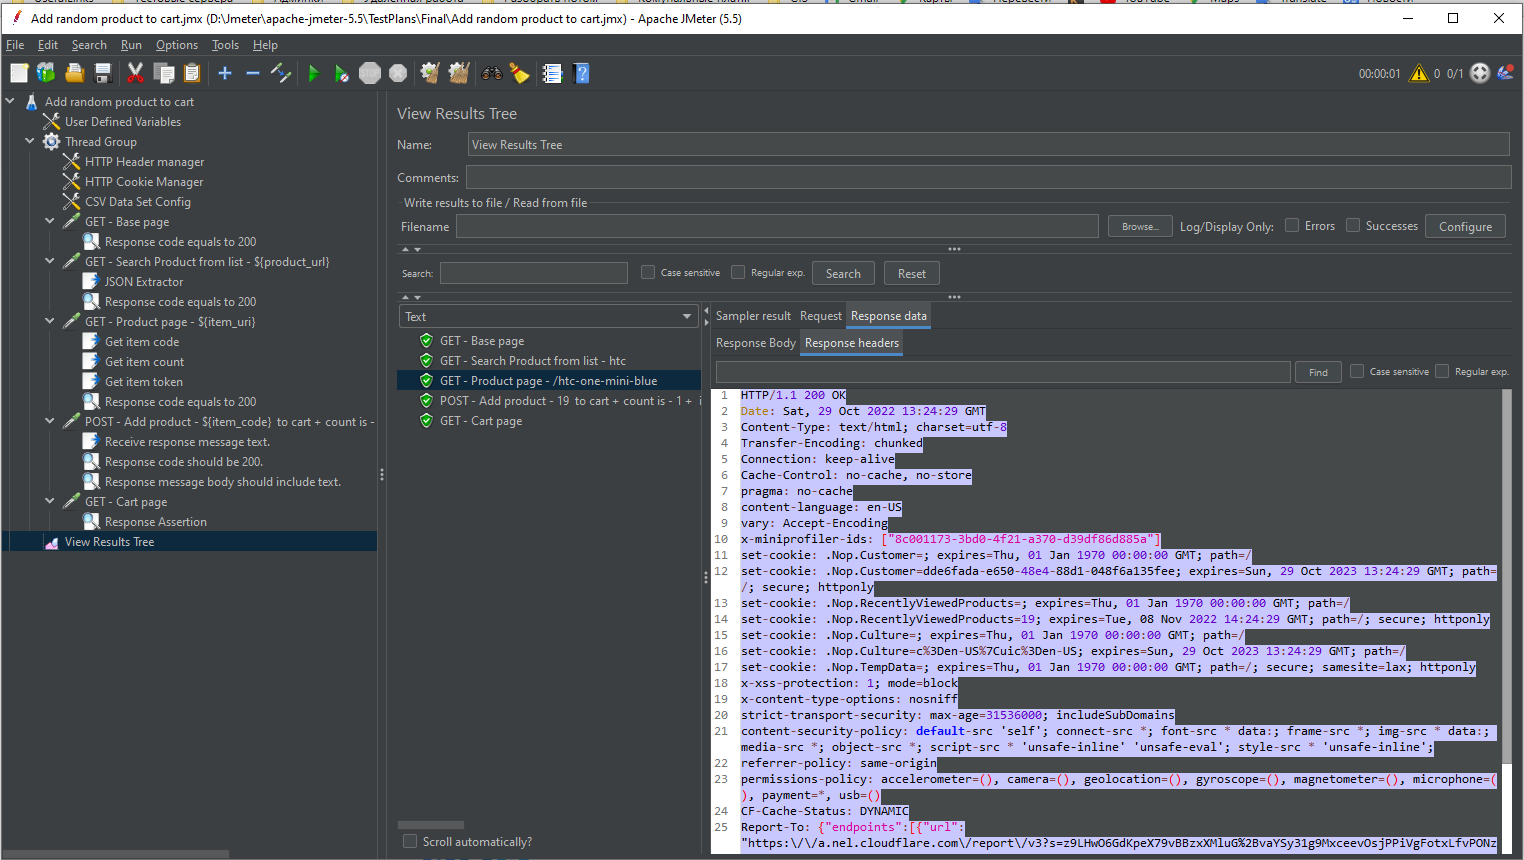 Add random product to cart.jmx (D:\Jmeter\apache-jmeter-5.5\TestPlans\Final\Add random product to cart.jmx) - Apache JMeter (5.5)
File Edit Search Run Options Tools Help
STOP
00:00:01 0 0/1
Add random product to cart
User Defined Variables
Thread Group
HTTP Header manager
HTTP Cookie Manager
CSV Data Set Config
GET - Base page
Response code equals to 200
GET - Search Product from list - ${product_url}
JSON Extractor
Response code equals to 200
GET - Product page - ${item_uri}
Get item code
Get item count
Get item token
Response code equals to 200
POST - Add product - ${item_code} to cart + count is -
Receive response message text.
Response code should be 200.
Response message body should include text.
GET - Cart page
Response Assertion
View Results Tree
View Results Tree
Name: View Results Tree
Comments:
Write results to file / Read from file
Filename Browse... Log/Display Only: Errors Successes Configure
Search: Case sensitive Regular exp. Search Reset
Text
GET - Base page
GET - Search Product from list - htc
GET - Product page - /htc-one-mini-blue
POST - Add product - 19 to cart + count is - 1 + i
GET - Cart page
Scroll automatically?
Sampler result Request Response data
Response Body Response headers
Find Case sensitive Regular exp.
1 HTTP/1.1 200 OK
2 Date: Sat, 29 Oct 2022 13:24:29 GMT
3 Content-Type: text/html; charset=utf-8
4 Transfer-Encoding: chunked
5 Connection: keep-alive
6 Cache-Control: no-cache, no-store
7 pragma: no-cache
8 content-language: en-US
9 vary: Accept-Encoding
10 x-miniprofiler-ids: ["8c001173-3bd0-4f21-a370-d39df86d885a"]
11 set-cookie: .Nop.Customer=; expires=Thu, 01 Jan 1970 00:00:00 GMT; path=/
12 set-cookie: .Nop.Customer=dde6fada-e650-48e4-88d1-048f6a135fee; expires=Sun, 29 Oct 2023 13:24:29 GMT; path=
/; secure; httponly
13 set-cookie: .Nop.RecentlyViewedProducts=; expires=Thu, 01 Jan 1970 00:00:00 GMT; path=/
14 set-cookie: .Nop.RecentlyViewedProducts=19; expires=Tue, 08 Nov 2022 14:24:29 GMT; path=/; secure; httponly
15 set-cookie: .Nop.Culture=; expires=Thu, 01 Jan 1970 00:00:00 GMT; path=/
16 set-cookie: .Nop.Culture=c%3Den-US%7Cuic%3Den-US; expires=Sun, 29 Oct 2023 13:24:29 GMT; path=/
17 set-cookie: .Nop.TempData=; expires=Thu, 01 Jan 1970 00:00:00 GMT; path=/; secure; samesite=lax; httponly
18 x-xss-protection: 1; mode=block
19 x-content-type-options: nosniff
20 strict-transport-security: max-age=31536000; includeSubDomains
21 content-security-policy: default-src 'self'; connect-src *; font-src * data:; frame-src *; img-src * data:;
media-src *; object-src *; script-src * 'unsafe-inline' 'unsafe-eval'; style-src * 'unsafe-inline';
22 referrer-policy: same-origin
23 permissions-policy: accelerometer=(), camera=(), geolocation=(), gyroscope=(), magnetometer=(), microphone=(
), payment=*, usb=()
24 CF-Cache-Status: DYNAMIC
25 Report-To: {"endpoints":[{"url":
"https:\/\/a.nel.cloudflare.com\/report\/v3?s=z9LHwO6GdKpeX79vBBzxXMluG%2BvaYSy31g9MxceevOsjPPiVgFotxLfvPONz